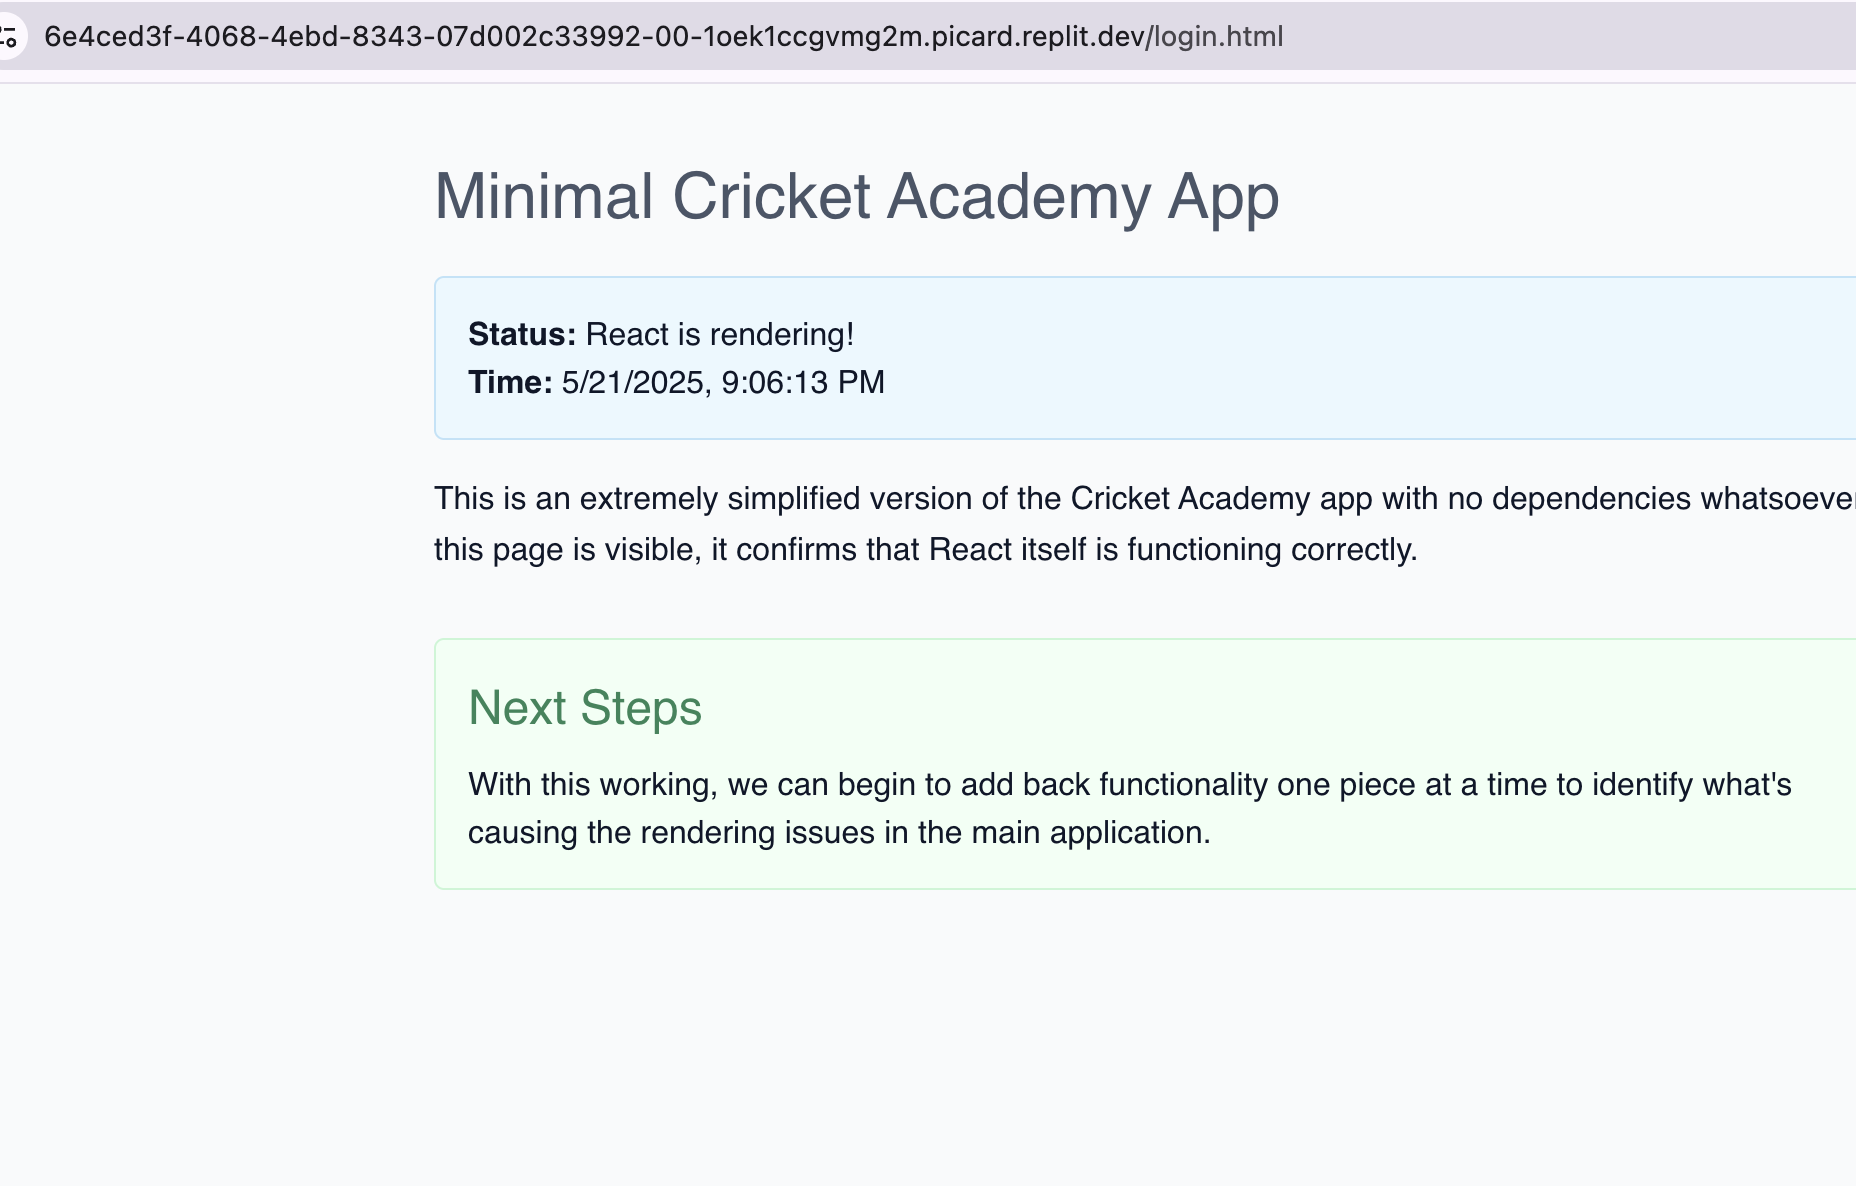 6e4ced3f-4068-4ebd-8343-07d002c33992-00-1oek1ccgvmg2m.picard.replit.dev/login.html
Minimal Cricket Academy App
Status: React is rendering!
Time: 5/21/2025, 9:06:13 PM
This is an extremely simplified version of the Cricket Academy app with no dependencies whatsoever
this page is visible, it confirms that React itself is functioning correctly.
Next Steps
With this working, we can begin to add back functionality one piece at a time to identify what's
causing the rendering issues in the main application.